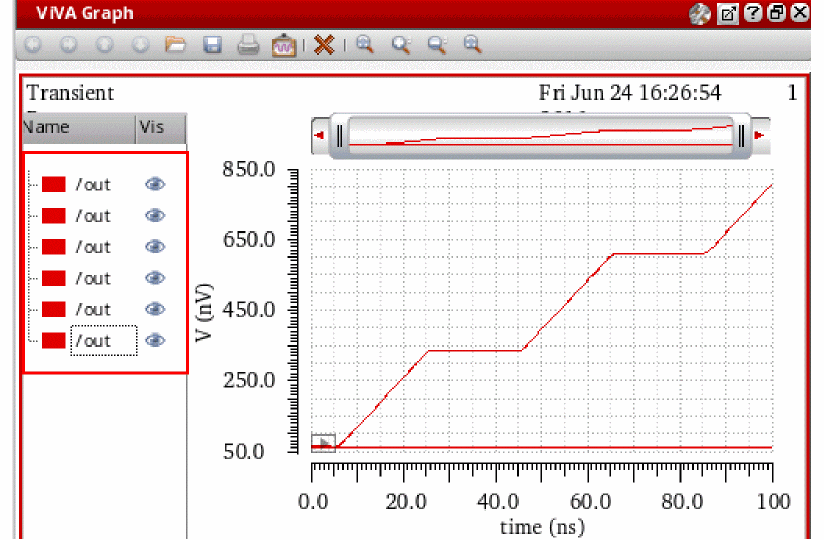 ViVA Graph
Transient Fri Jun 24 16:26:54 1
Name Vis
/out
/out
/out
/out
/out
/out
850.0
650.0
450.0
250.0
50.0
V (nV)
0.0 20.0 40.0 60.0 80.0 100
time (ns)